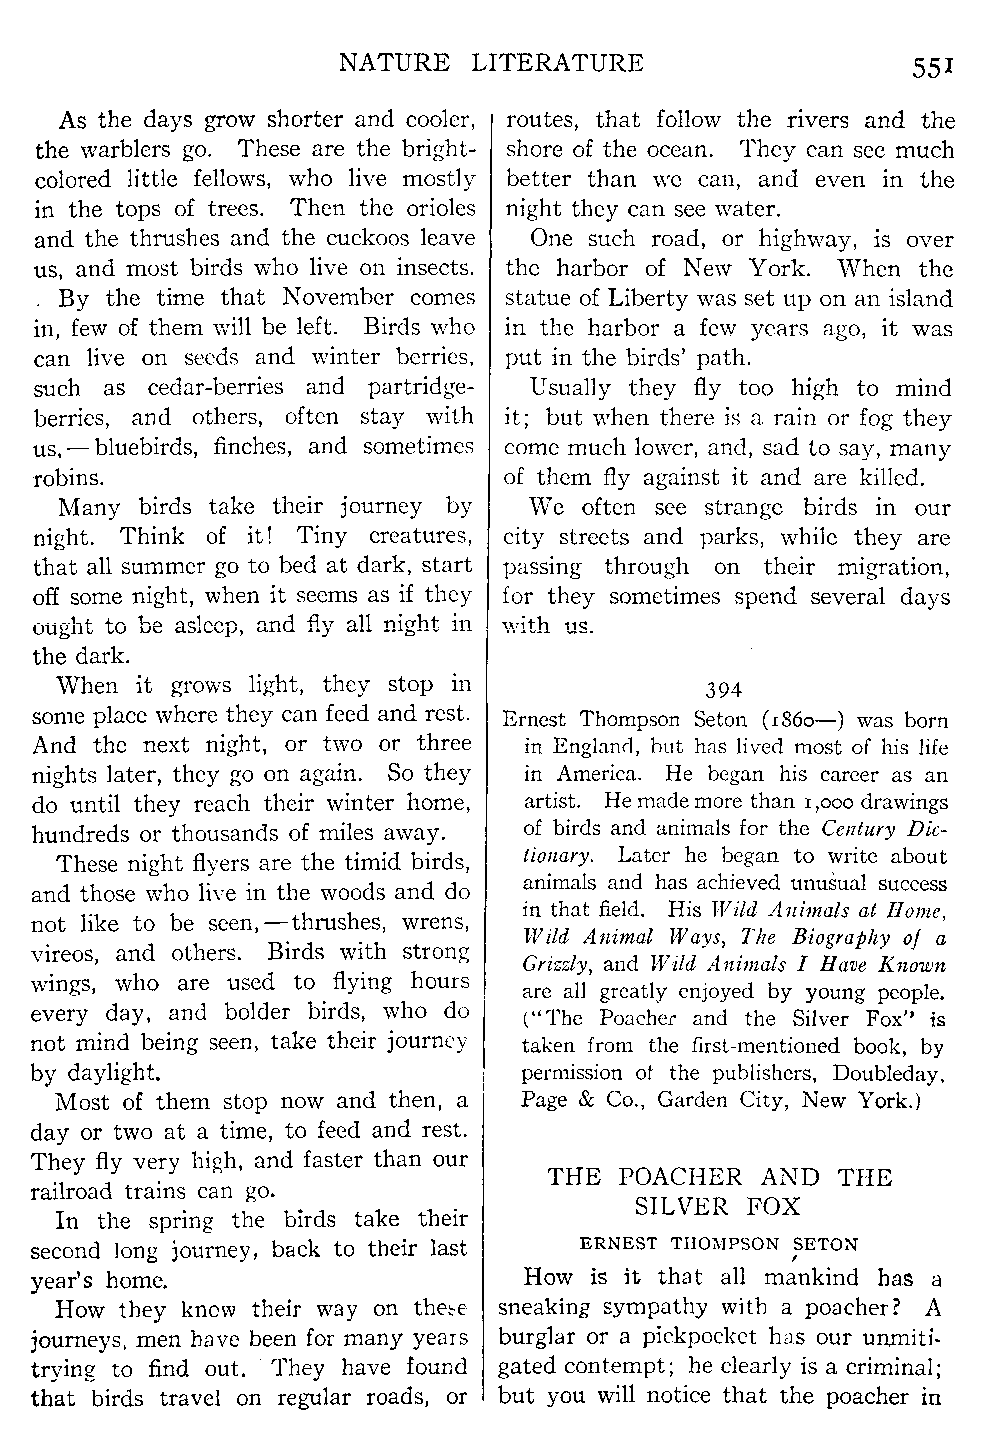 NATURE LITERATURE 551
As the days grow shorter and cooler,
the warblers go. These are the bright-
colored little fellows, who live mostly
in the tops of trees. Then the orioles
and the thrushes and the cuckoos leave
us, and most birds who live on insects.
. By the time that November comes
in, few of them will be left. Birds who
can live on seeds and winter berries,
such as cedar-berries and partridge-
berries, and others, often stay with
us,—bluebirds, finches, and sometimes
robins.
Many birds take their journey by
night. Think of it! Tiny creatures,
that all summer go to bed at dark, start
off some night, when it seems as if they
ought to be asleep, and fly all night in
the dark.
When it grows light, they stop in
some place where they can feed and rest.
And the next night, or two or three
nights later, they go on again. So they
do until they reach their winter home,
hundreds or thousands of miles away.
These night flyers are the timid birds,
and those who live in the woods and do
not like to be seen,—thrushes, wrens,
vireos, and others. Birds with strong
wings, who are used to flying hours
every day, and bolder birds, who do
not mind being seen, take their journey
by daylight.
Most of them stop now and then, a
day or two at a time, to feed and rest.
They fly very high, and faster than our
railroad trains can go.
In the spring the birds take their
second long journey, back to their last
year's home.
How they knew their way on these
journeys, men have been for many years
trying to find out. They have found
that birds travel on regular roads, or
routes, that follow the rivers and the
shore of the ocean. They can see much
better than we can, and even in the
night they can see water.
One such road, or highway, is over
the harbor of New York. When the
statue of Liberty was set up on an island
in the harbor a few years ago, it was
put in the birds' path.
Usually they fly too high to mind
it; but when there is a rain or fog they
come much lower, and, sad to say, many
of them fly against it and are killed.
We often see strange birds in our
city streets and parks, while they are
passing through on their migration,
for they sometimes spend several days
with us.
394
Ernest Thompson Seton (1860—) was born
in England, but has lived most of his life
in America. He began his career as an
artist. He made more than 1,000 drawings
of birds and animals for the Century Dic-
tionary. Later he began to write about
animals and has achieved unusual success
in that field. His Wild Animals at Home,
Wild Animal Ways, The Biography of a
Grizzly, and Wild Animals I Have Known
are all greatly enjoyed by young people.
("The Poacher and the Silver Fox" is
taken from the first-mentioned book, by
permission of the publishers, Doubleday,
Page & Co., Garden City, New York.)
THE POACHER AND THE
SILVER FOX
ERNEST THOMPSON SETON
How is it that all mankind has a
sneaking sympathy with a poacher? A
burglar or a pickpocket has our unmiti-
gated contempt; he clearly is a criminal;
but you will notice that the poacher in